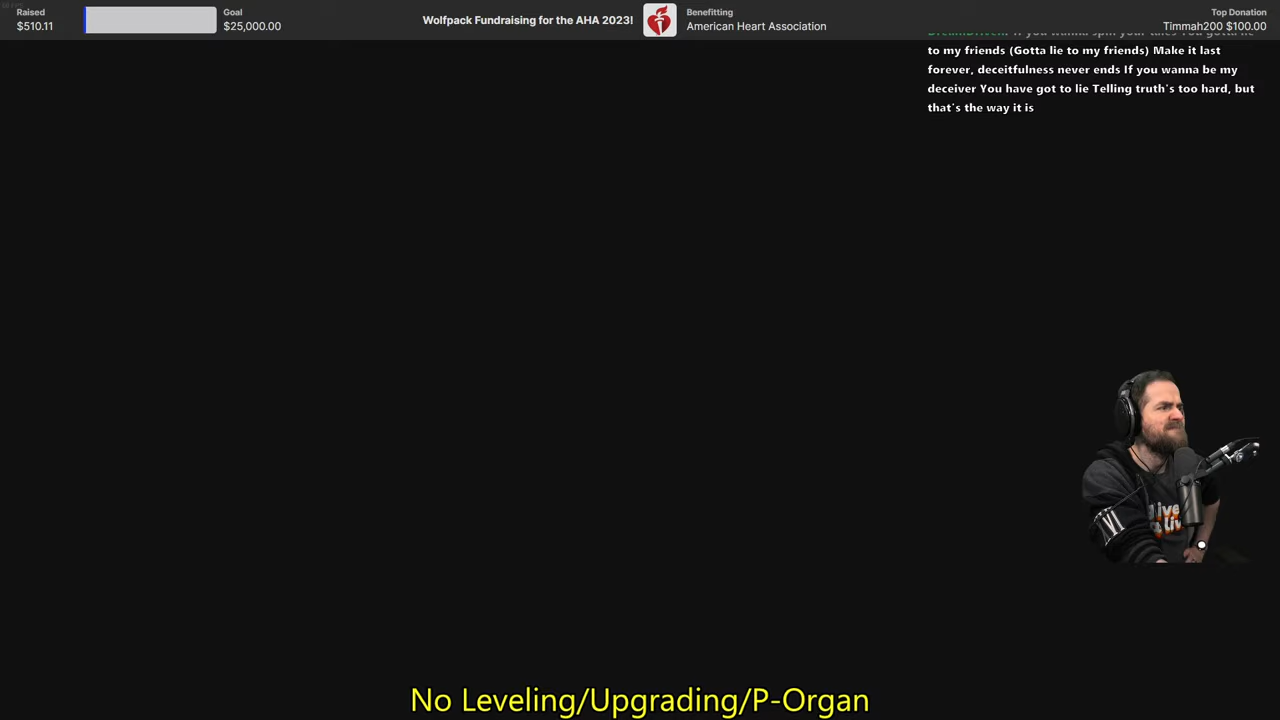 Raised
$510.11
Goal
$25,000.00
Wolfpack Fundraising for the AHA 2023!
Benefitting
American Heart Association
Top Donation
Timmah200 $100.00
to my friends (Gotta lie to my friends) Make it last
forever, deceitfulness never ends If you wanna be my
deceiver You have got to lie Telling truth's too hard, but
that's the way it is
No Leveling/Upgrading/P-Organ